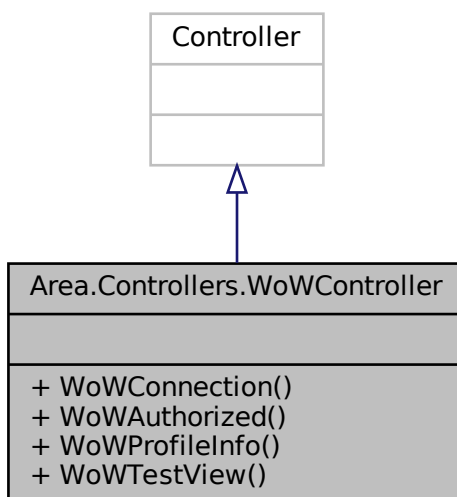 Controller
Area.Controllers.WoWController
+ WoWConnection()
+ WoWAuthorized()
+ WoWProfileInfo()
+ WoWTestView()